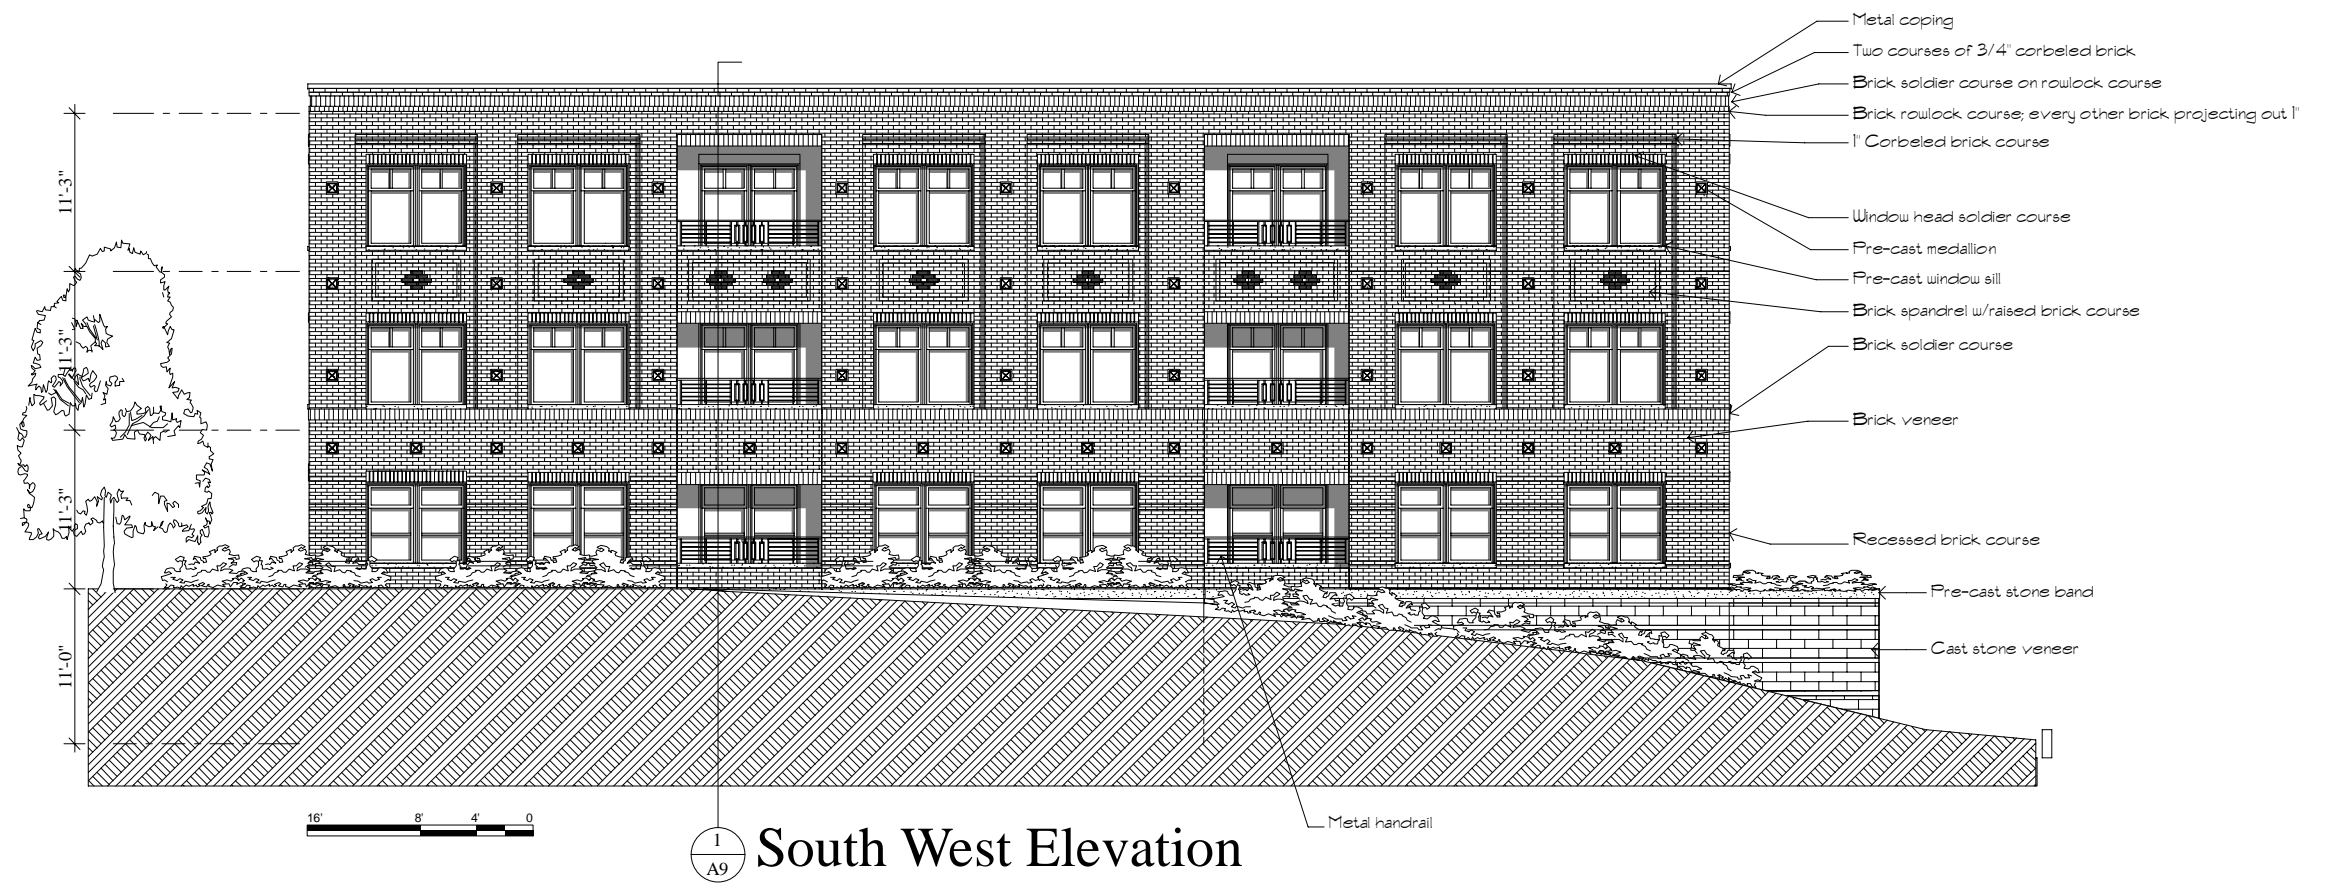 Metal coping
Two courses of 3/4" corbeled brick
Brick soldier course on rowlock course
Brick rowlock course; every other brick projecting out 1"
1" Corbeled brick course
11'-3"
Window head soldier course
Pre-cast medallion
Pre-cast window sill
Brick spandrel w/raised brick course
11'-3"
Brick soldier course
Brick veneer
11'-3"
Recessed brick course
Pre-cast stone band
Cast stone veneer
11'-0"
16' 8' 4' 0
Metal handrail
1
A9
South West Elevation